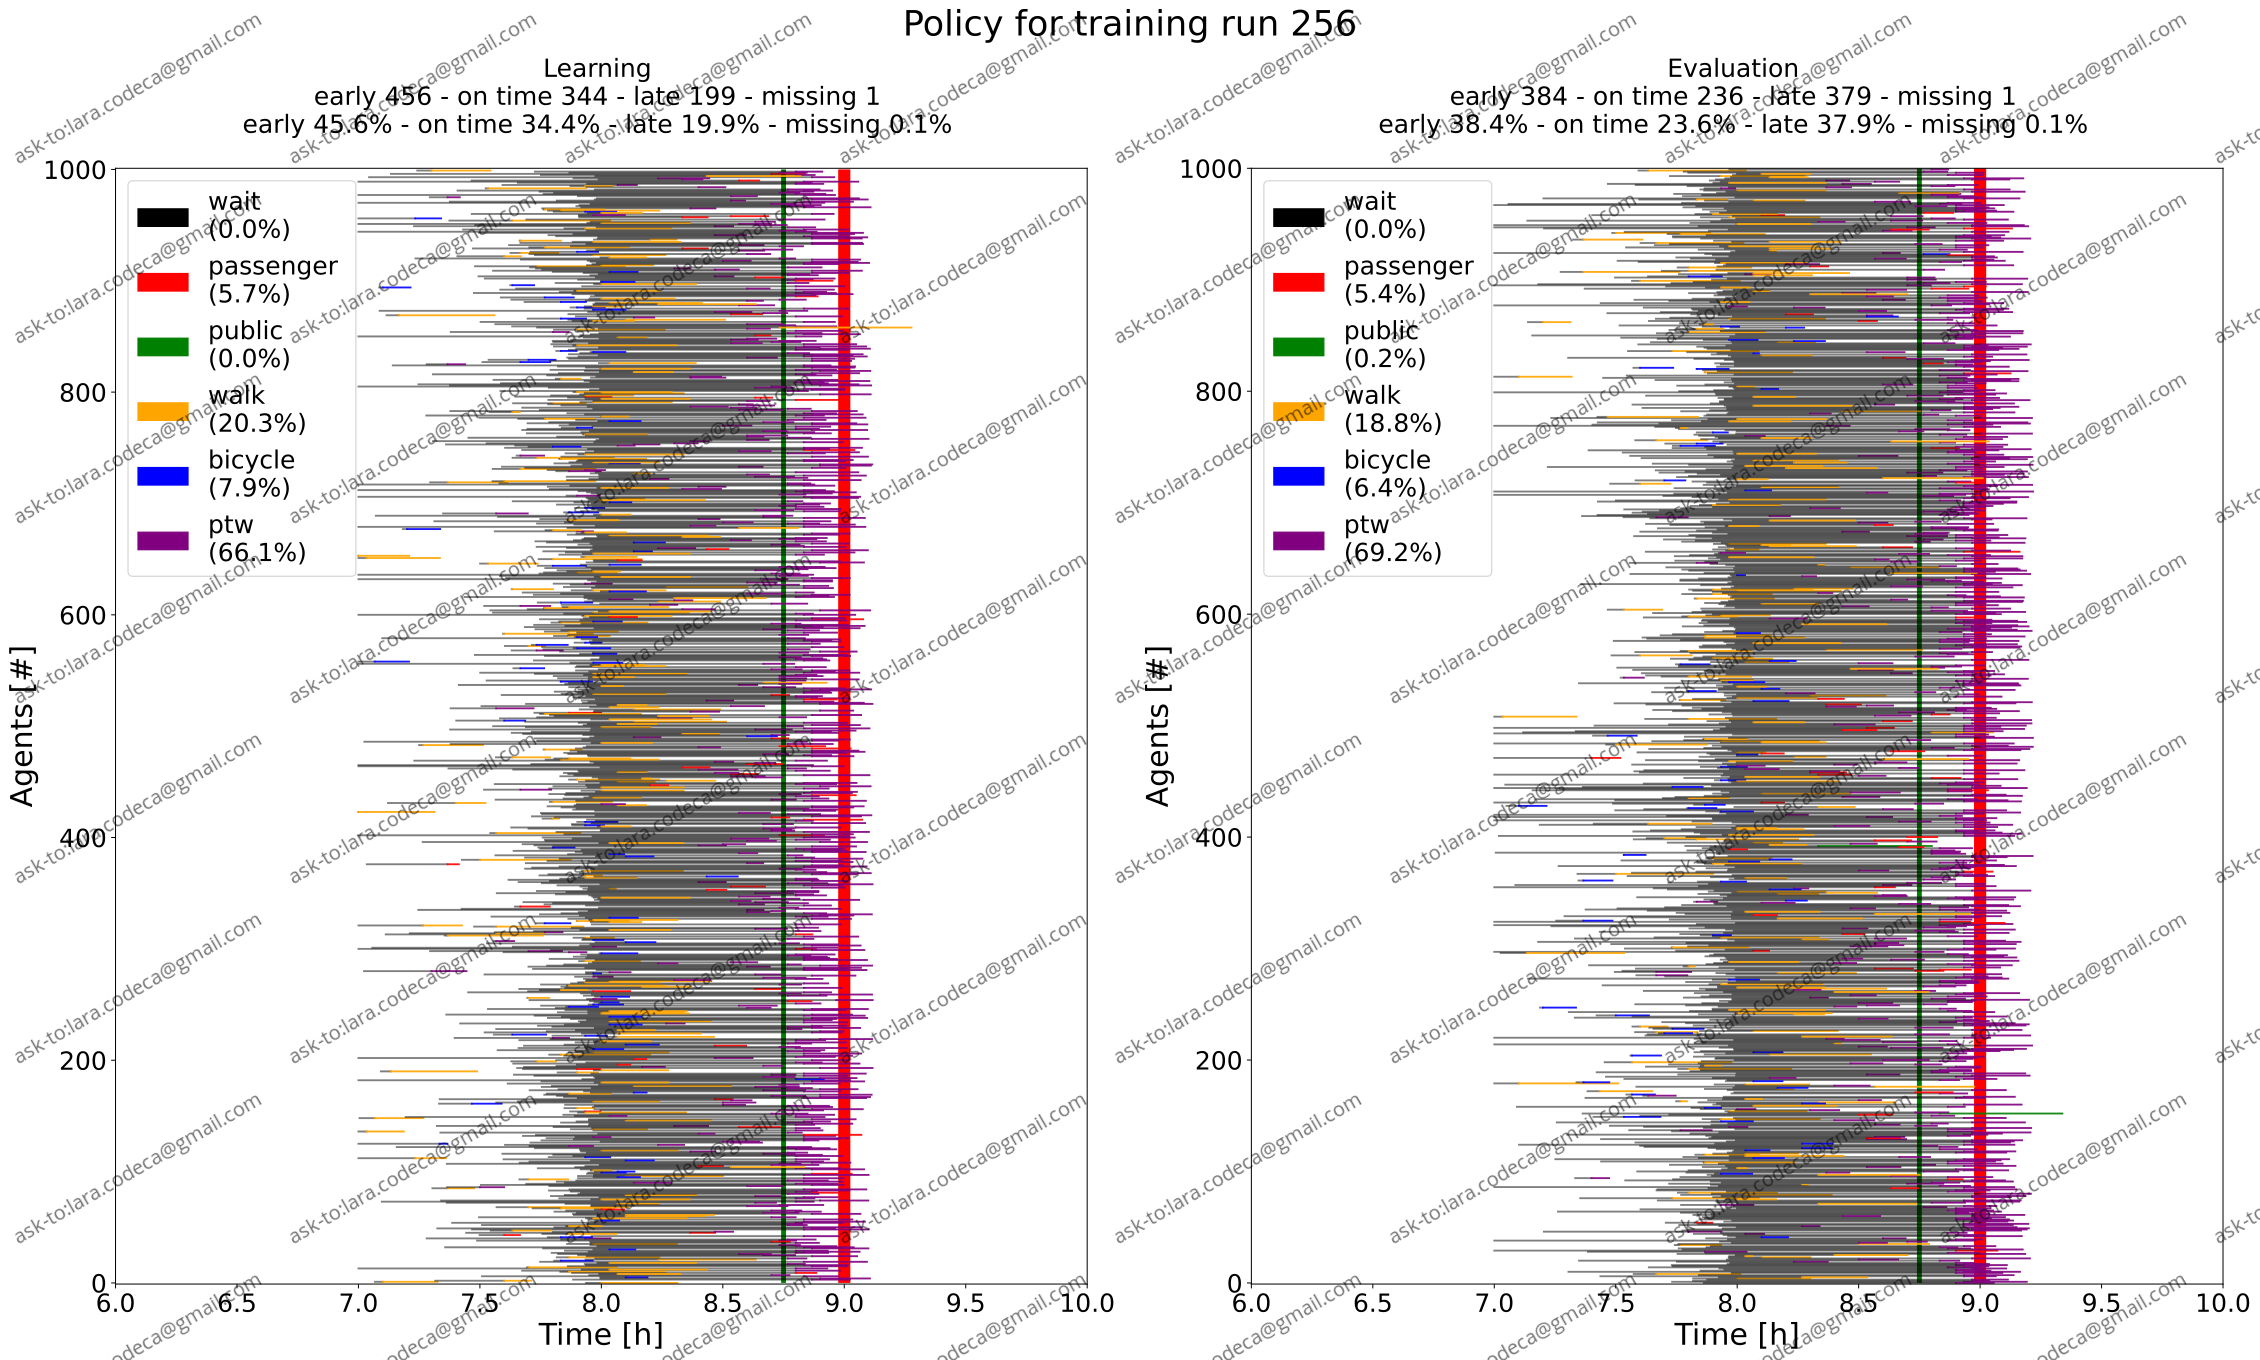 Policy for training run 256
Learning
early 456 - on time 344 - late 199 - missing 1
early 45.6% - on time 34.4% - late 19.9% - missing 0.1%
Agents [#]
1000
800
600
400
200
0
wait
(0.0%)
passenger
(5.7%)
public
(0.0%)
walk
(20.3%)
bicycle
(7.9%)
ptw
(66.1%)
6.0 6.5 7.0 7.5 8.0 8.5 9.0 9.5 10.0
Time [h]
Evaluation
early 384 - on time 236 - late 379 - missing 1
early 38.4% - on time 23.6% - late 37.9% - missing 0.1%
Agents [#]
1000
800
600
400
200
0
wait
(0.0%)
passenger
(5.4%)
public
(0.2%)
walk
(18.8%)
bicycle
(6.4%)
ptw
(69.2%)
6.0 6.5 7.0 7.5 8.0 8.5 9.0 9.5 10.0
Time [h]
ask-to:lara.codeca@gmail.com